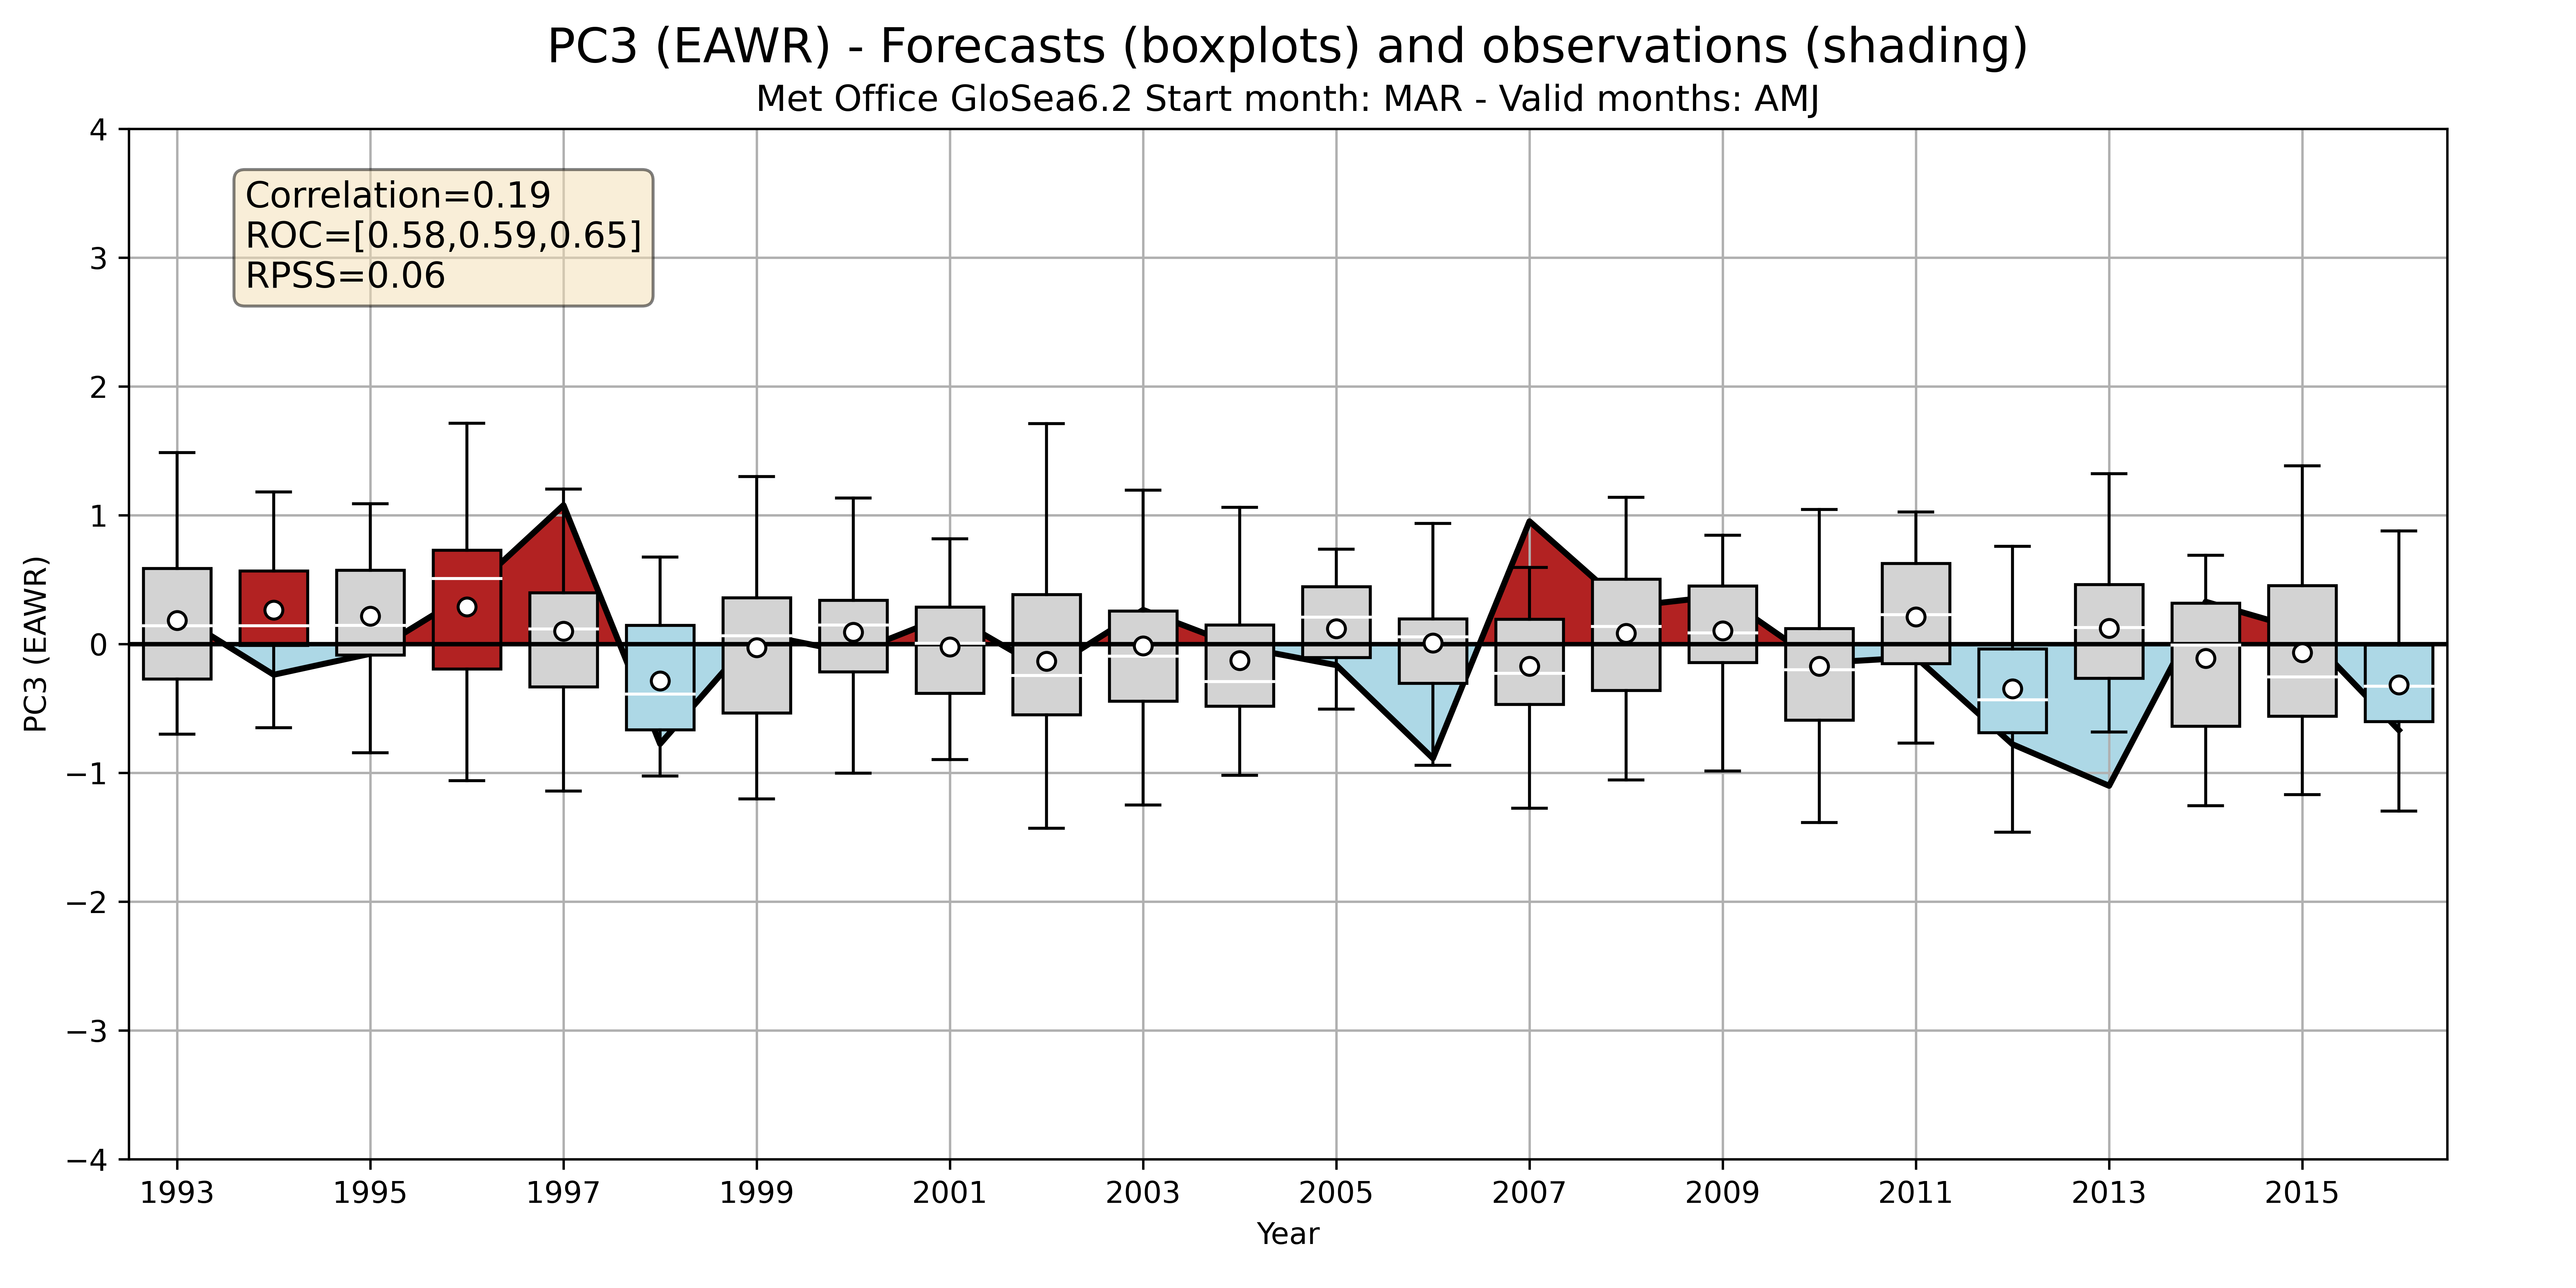 PC3 (EAWR) - Forecasts (boxplots) and observations (shading)
Met Office GloSea6.2 Start month: MAR - Valid months: AMJ
Correlation=0.19
ROC=[0.58,0.59,0.65]
RPSS=0.06
PC3 (EAWR)
4
3
2
1
0
−1
−2
−3
−4
1993 1995 1997 1999 2001 2003 2005 2007 2009 2011 2013 2015
Year